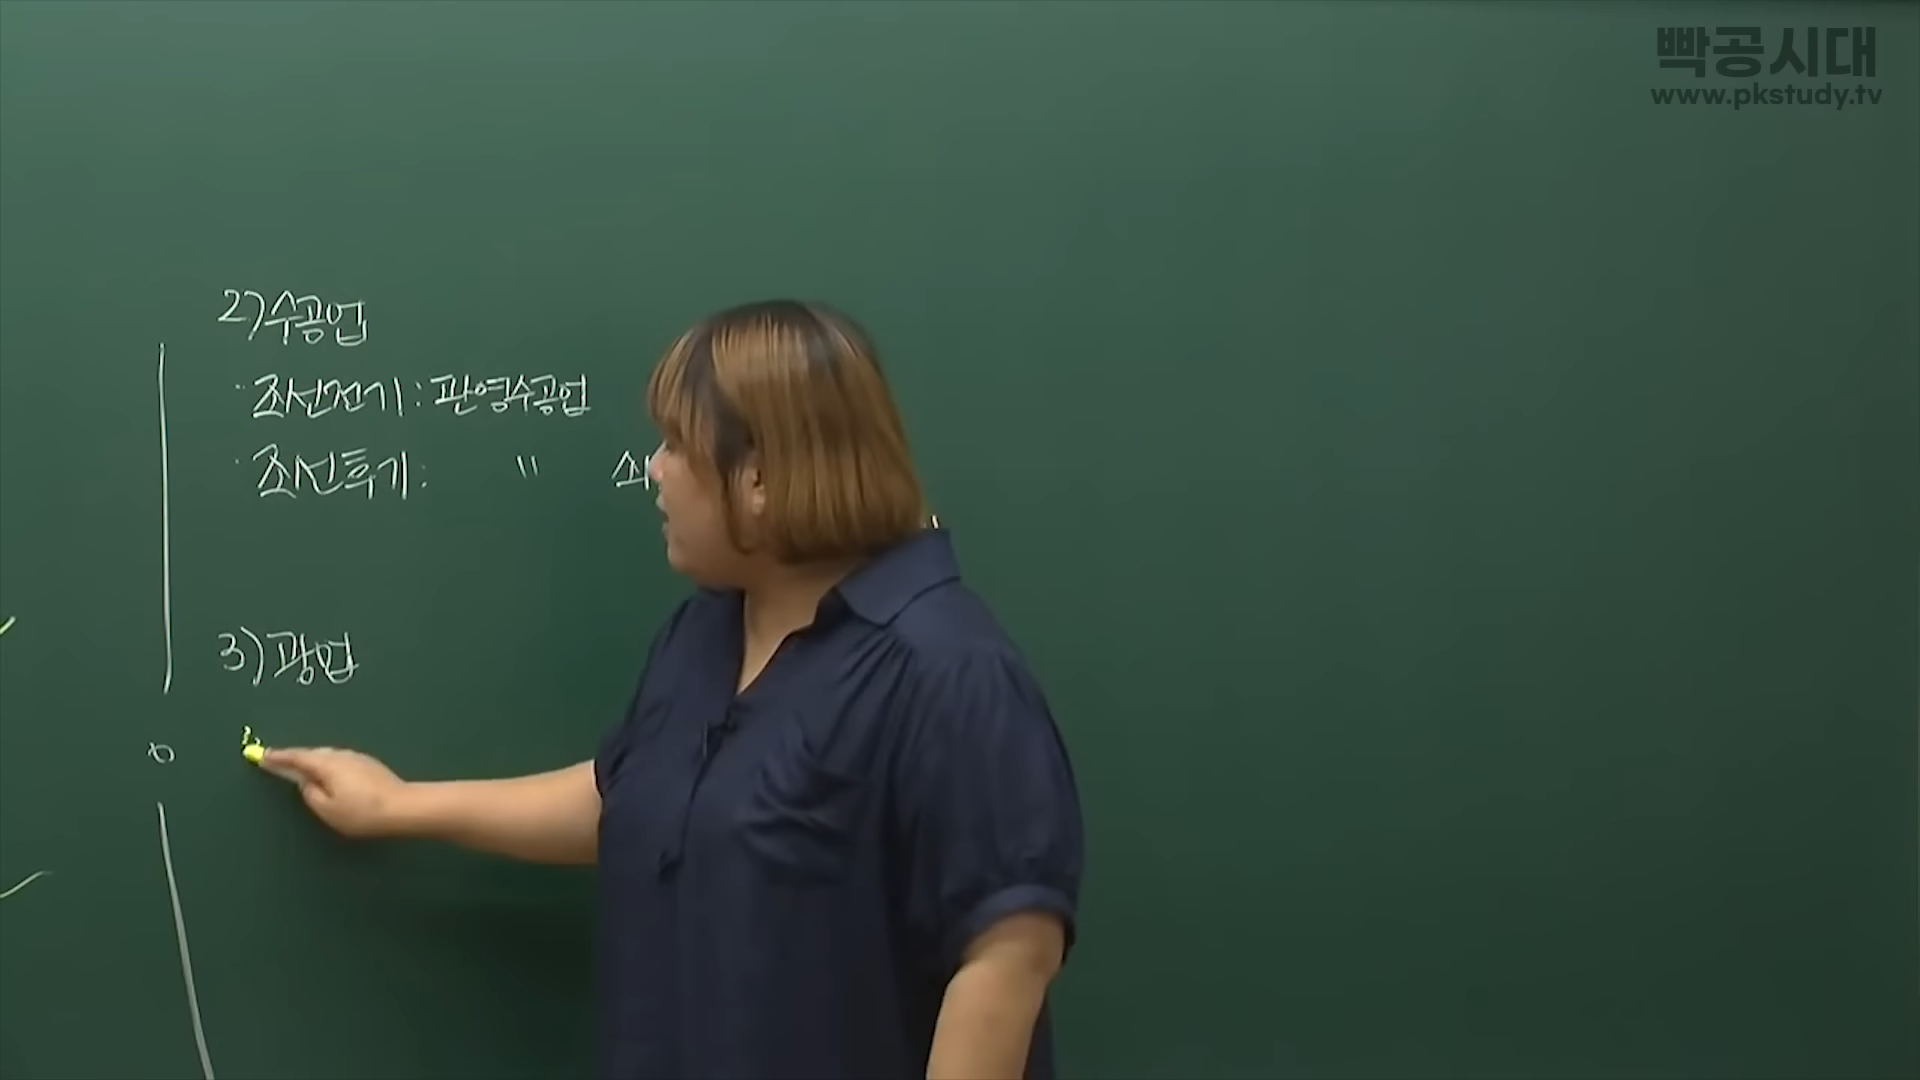 빡공시대
www.pkstudy.tv
2) 수공업
· 조선전기 : 관영수공업
· 조선후기 : 〃
3) 광업